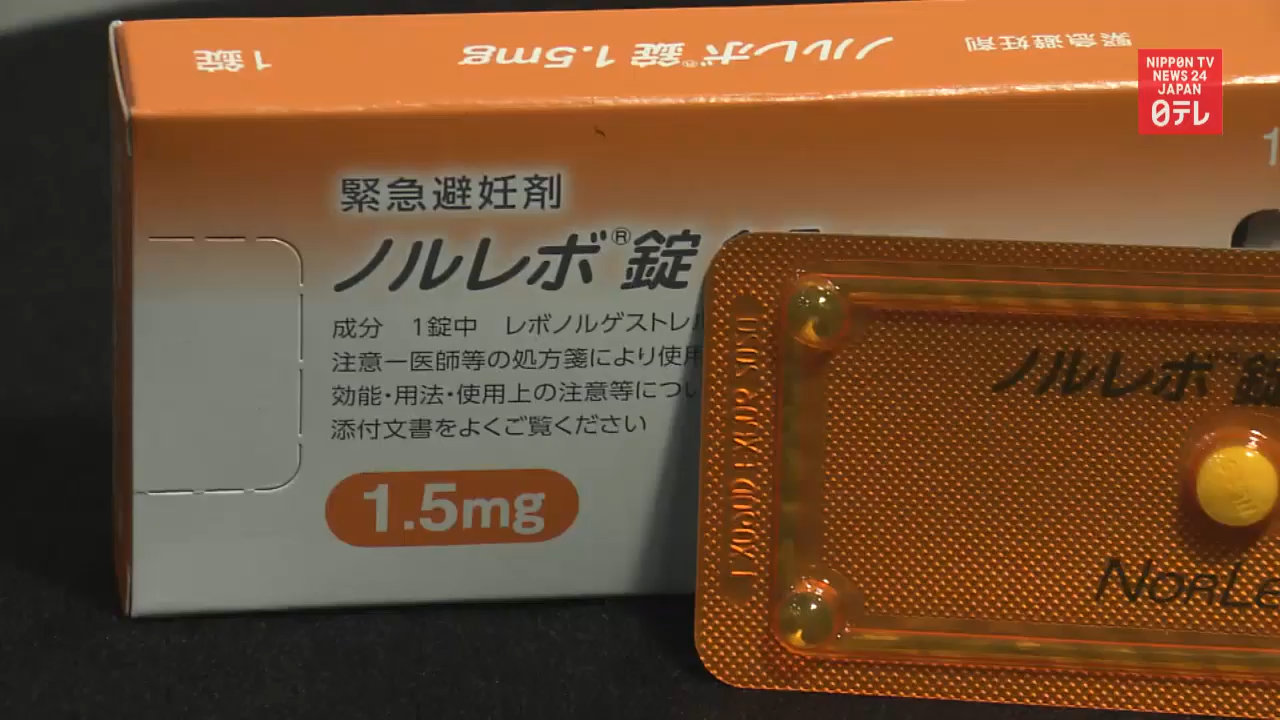 1錠
ノルレボ®錠 1.5mg
緊急避妊剤
NIPPON TV
NEWS 24
JAPAN
日テレ
緊急避妊剤
ノルレボ®錠
成分 1錠中 レボノルゲストレル
注意－医師等の処方箋により使用
効能・用法・使用上の注意等につい
添付文書をよくご覧ください
1.5mg
ノルレボ 錠
NORLE